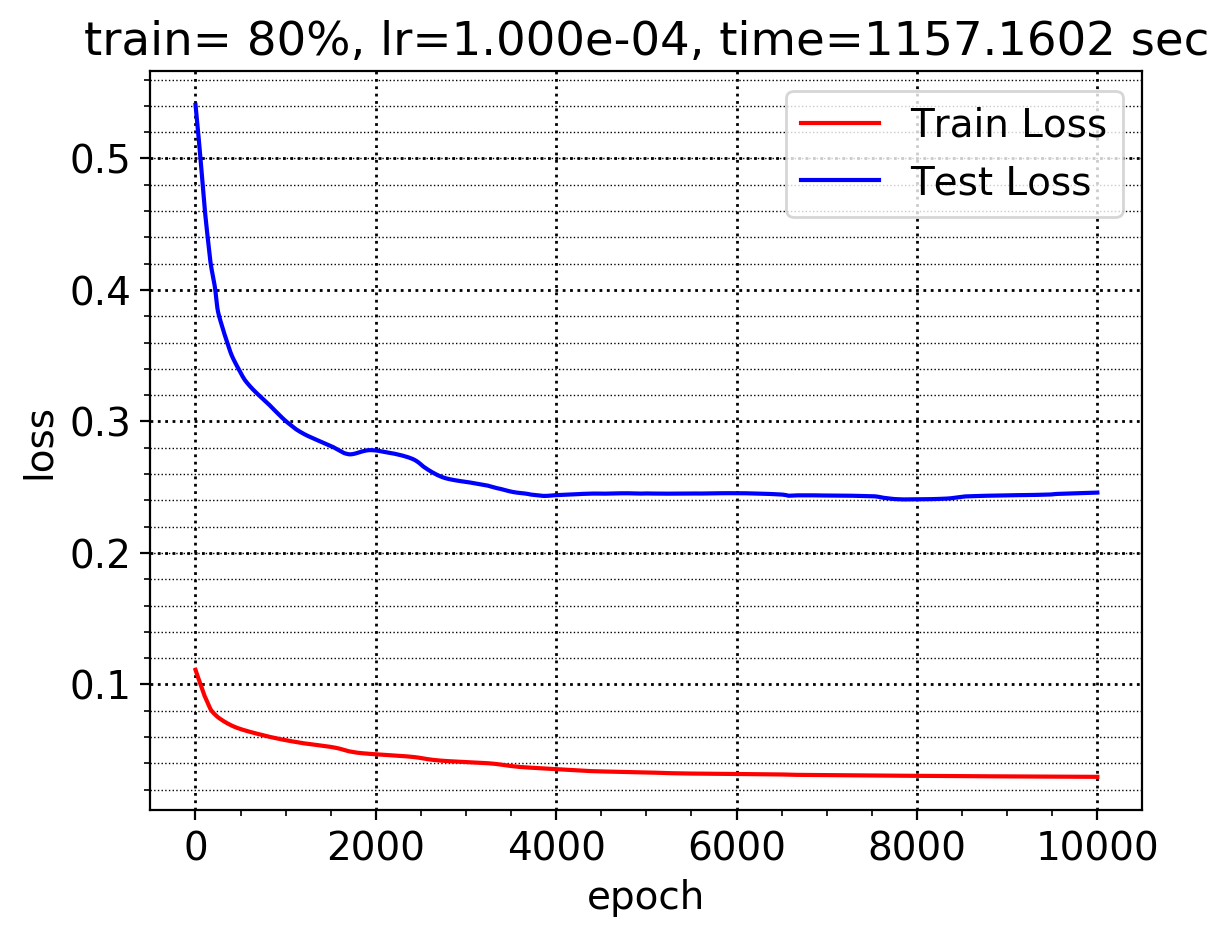 train= 80%, lr=1.000e-04, time=1157.1602 sec
Train Loss
Test Loss
0.5
0.4
0.3
0.2
0.1
loss
0 2000 4000 6000 8000 10000
epoch